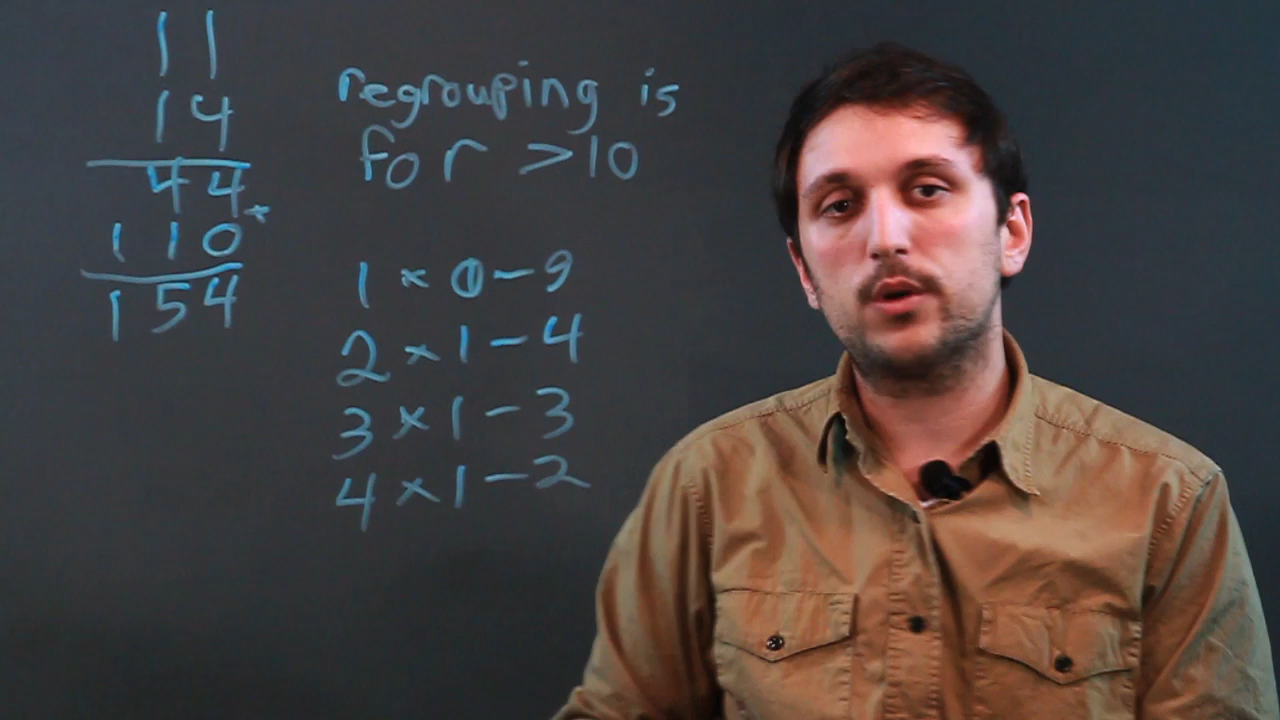 11
14
44
110+
154
regrouping is
for >10
1 × 0-9
2 × 1-4
3 × 1-3
4 × 1-2